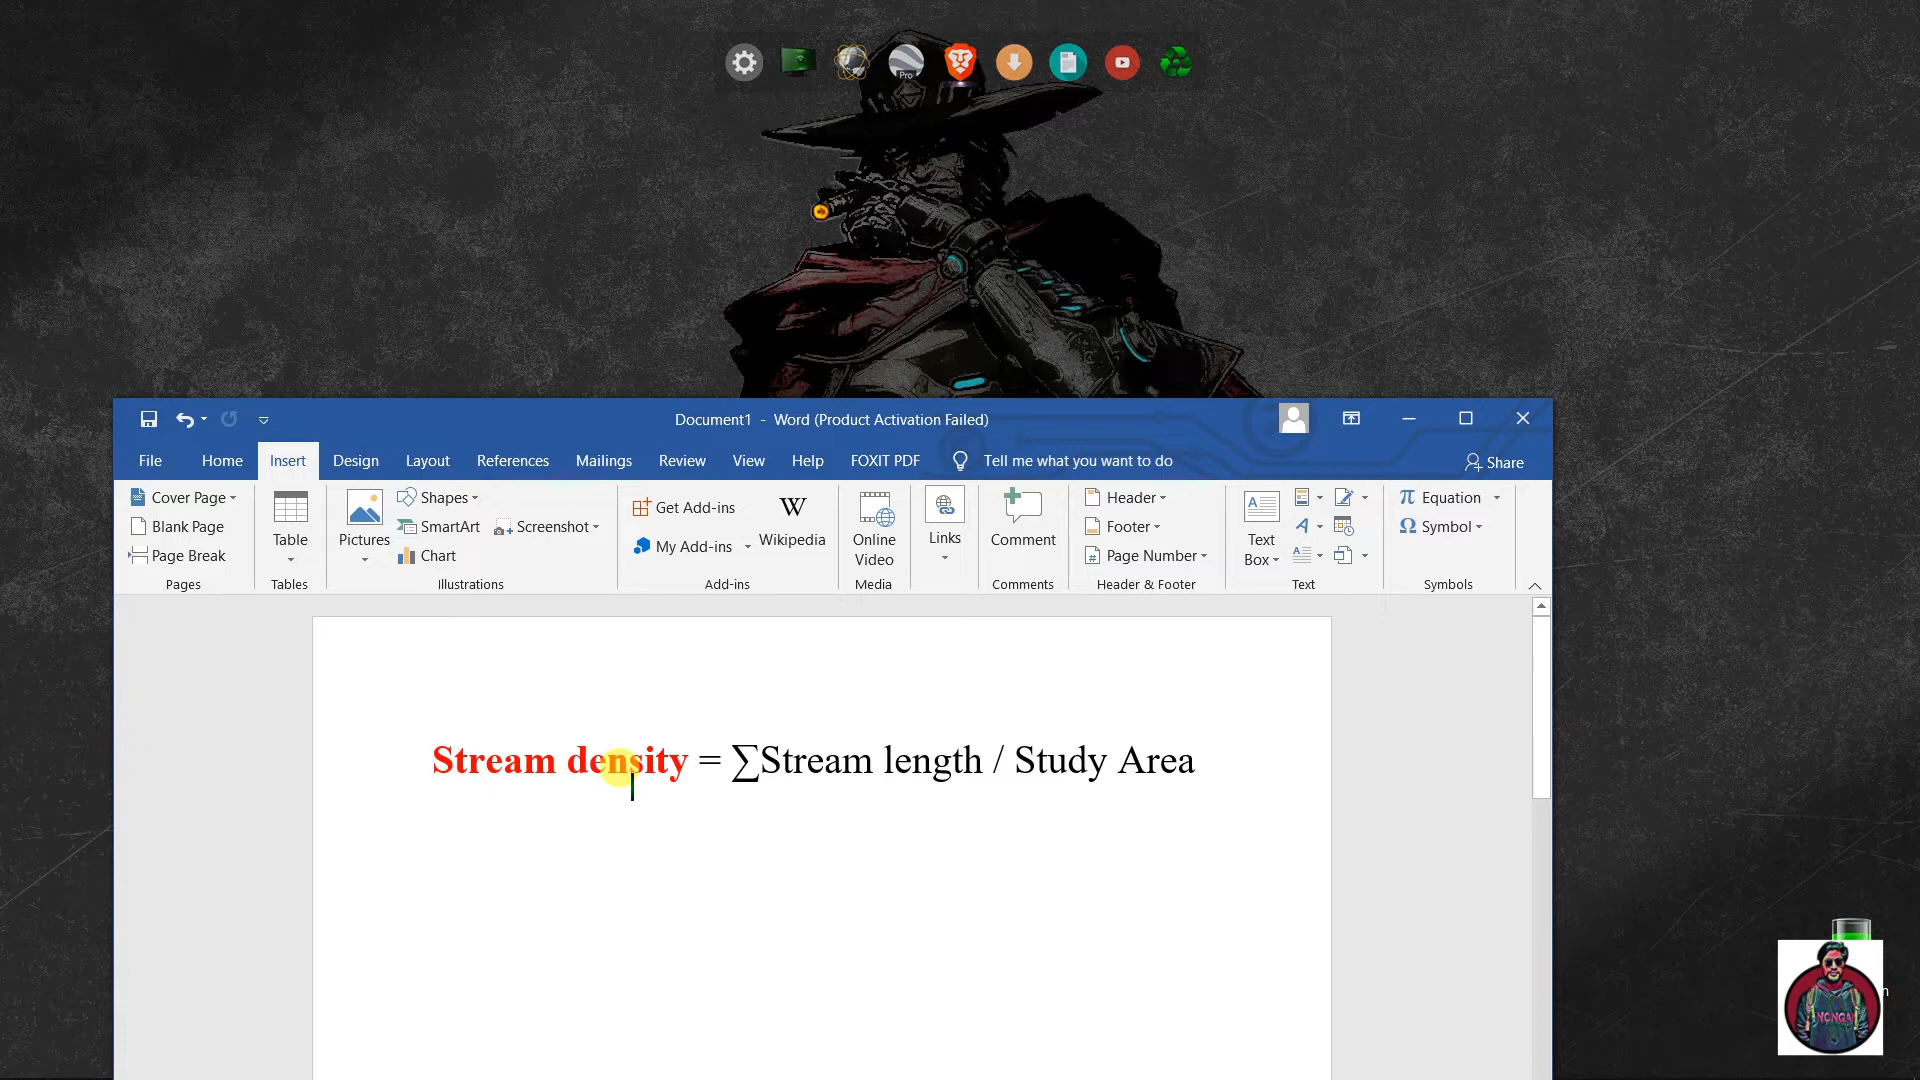 Pro
Document1 - Word (Product Activation Failed)
File Home Insert Design Layout References Mailings Review View Help FOXIT PDF Tell me what you want to do Share
Cover Page
Blank Page
Page Break
Pages
Table
Tables
Pictures
Shapes
SmartArt
Chart
Screenshot
Illustrations
Get Add-ins
My Add-ins
Wikipedia
Add-ins
Online
Video
Media
Links
Comment
Comments
Header
Footer
Page Number
Header & Footer
Text
Box
Text
Equation
Symbol
Symbols
Stream density = ∑Stream length / Study Area